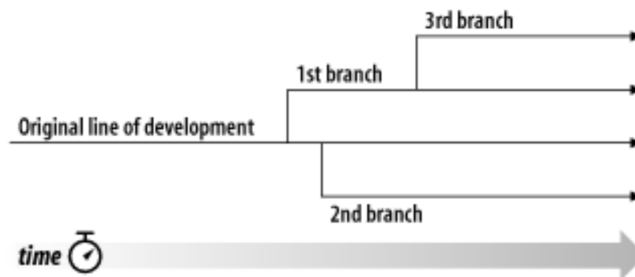 3rd branch
1st branch
Original line of development
2nd branch
time